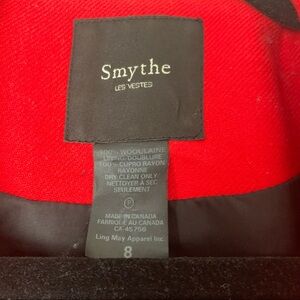 Smythe
LES VESTES
100% WOOL/LAINE
LINING/DOUBLURE
100% CUPRO RAYON
RAYONNE
DRY CLEAN ONLY
NETTOYER À SEC
SEULEMENT
P
MADE IN CANADA
FABRIQUÉ AU CANADA
CA-45756
Ling May Apparel Inc.
8